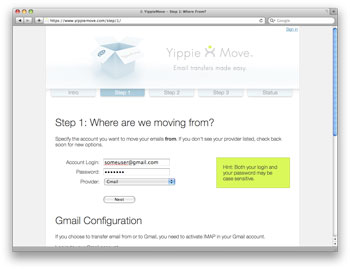 YippieMove - Step 1: Where From?
http://www.yippiemove.com/step/1/
Google
Sign in
Yippie Move.
Email transfers made easy.
Intro Step 1 Step 2 Step 3 Status
Step 1: Where are we moving from?
Specify the account you want to move your emails from. If you don't see your provider listed, check back
soon for new options.
Account Login: someuser@gmail.com
Password: •••••••
Provider: Gmail
Hint: Both your login and
your password may be
case sensitive.
Next
Gmail Configuration
If you choose to transfer email from or to Gmail, you need to activate IMAP in your Gmail account.